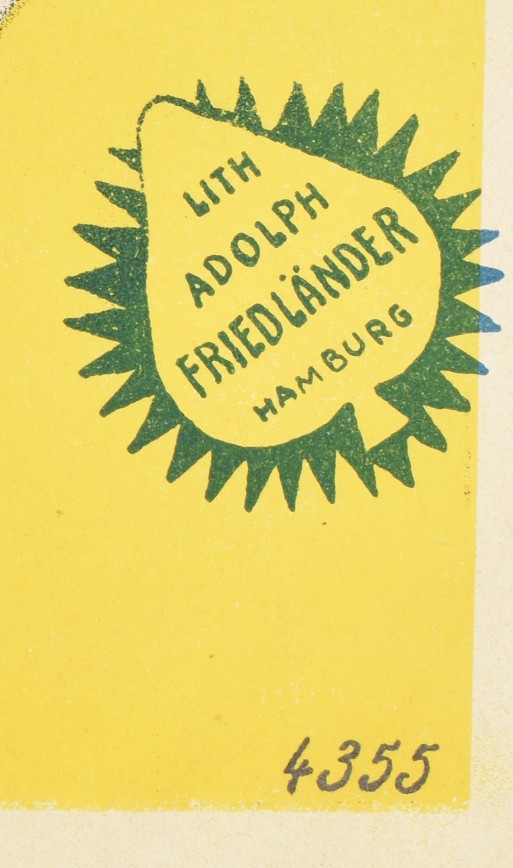 LITH
ADOLPH
FRIEDLÄNDER
HAMBURG
4355